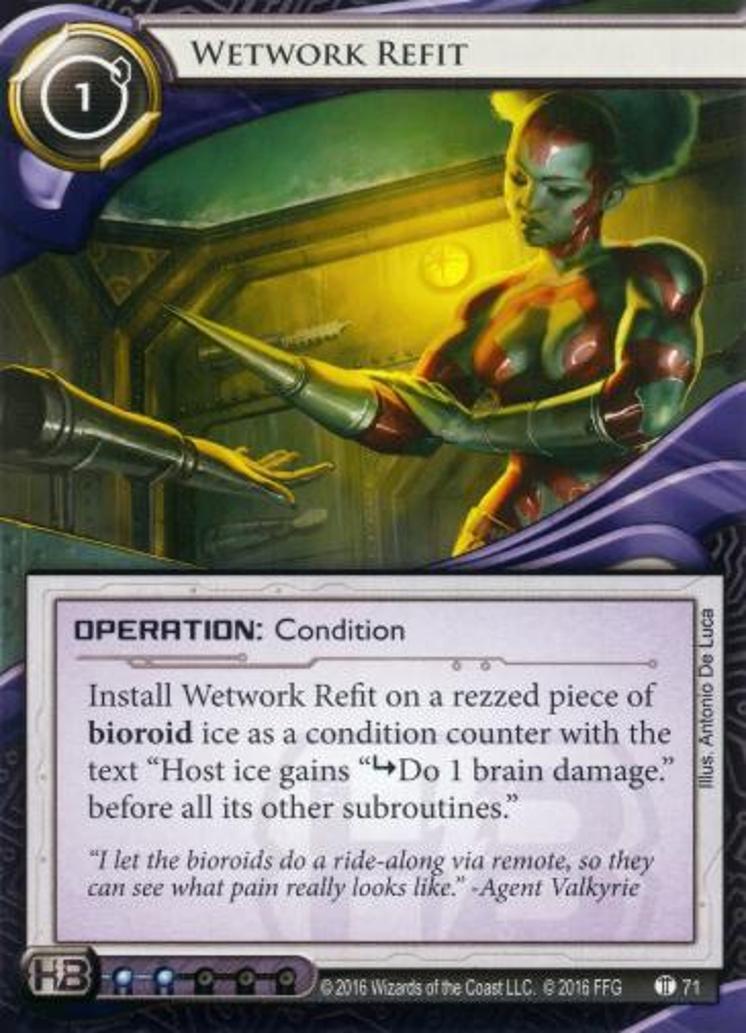 1
WETWORK REFIT
OPERATION: Condition
Install Wetwork Refit on a rezzed piece of
bioroid ice as a condition counter with the
text “Host ice gains “↳Do 1 brain damage.”
before all its other subroutines.”
“I let the bioroids do a ride-along via remote, so they
can see what pain really looks like.” -Agent Valkyrie
Illus. Antonio De Luca
HB
© 2016 Wizards of the Coast LLC. © 2016 FFG
71